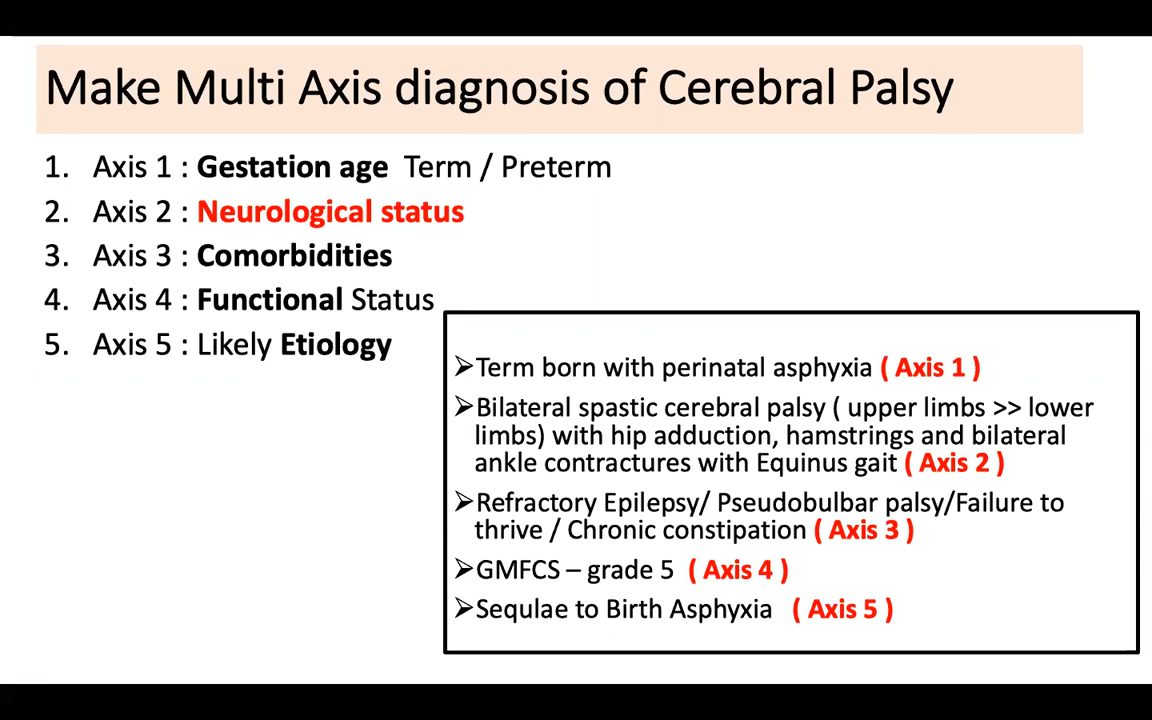 Make Multi Axis diagnosis of Cerebral Palsy
1. Axis 1 : Gestation age Term / Preterm
2. Axis 2 : Neurological status
3. Axis 3 : Comorbidities
4. Axis 4 : Functional Status
5. Axis 5 : Likely Etiology
➢Term born with perinatal asphyxia ( Axis 1 )
➢Bilateral spastic cerebral palsy ( upper limbs >> lower
limbs) with hip adduction, hamstrings and bilateral
ankle contractures with Equinus gait ( Axis 2 )
➢Refractory Epilepsy/ Pseudobulbar palsy/Failure to
thrive / Chronic constipation ( Axis 3 )
➢GMFCS – grade 5 ( Axis 4 )
➢Sequlae to Birth Asphyxia ( Axis 5 )